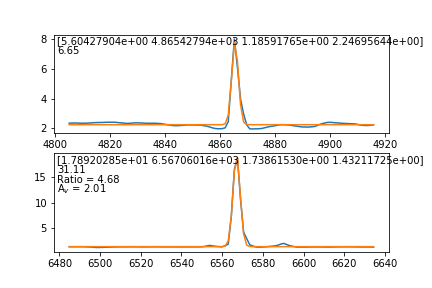 [5.60427904e+00 4.86542794e+03 1.18591765e+00 2.24695644e+00]
6.65
8
6
4
2
4800 4820 4840 4860 4880 4900 4920
[1.78920285e+01 6.56706016e+03 1.73861530e+00 1.43211725e+00]
31.11
Ratio = 4.68
Aν = 2.01
15
10
5
6480 6500 6520 6540 6560 6580 6600 6620 6640